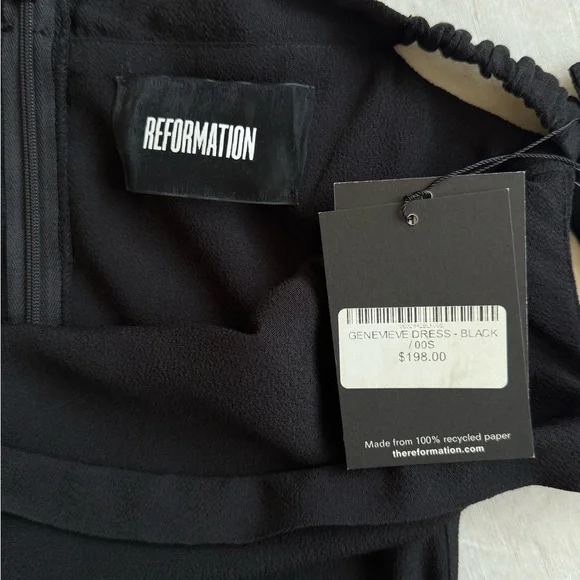 REFORMATION
GENEVIEVE DRESS - BLACK
/ 00S
$198.00
Made from 100% recycled paper
thereformation.com